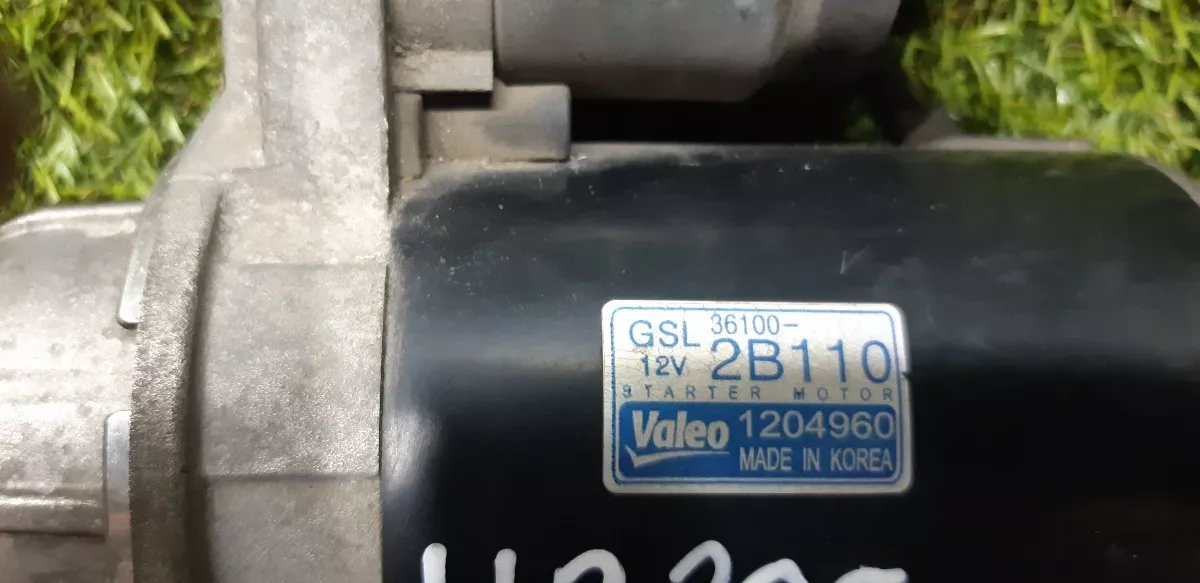 GSL 36100-
12V 2B110
STARTER MOTOR
Valeo 1204960
MADE IN KOREA